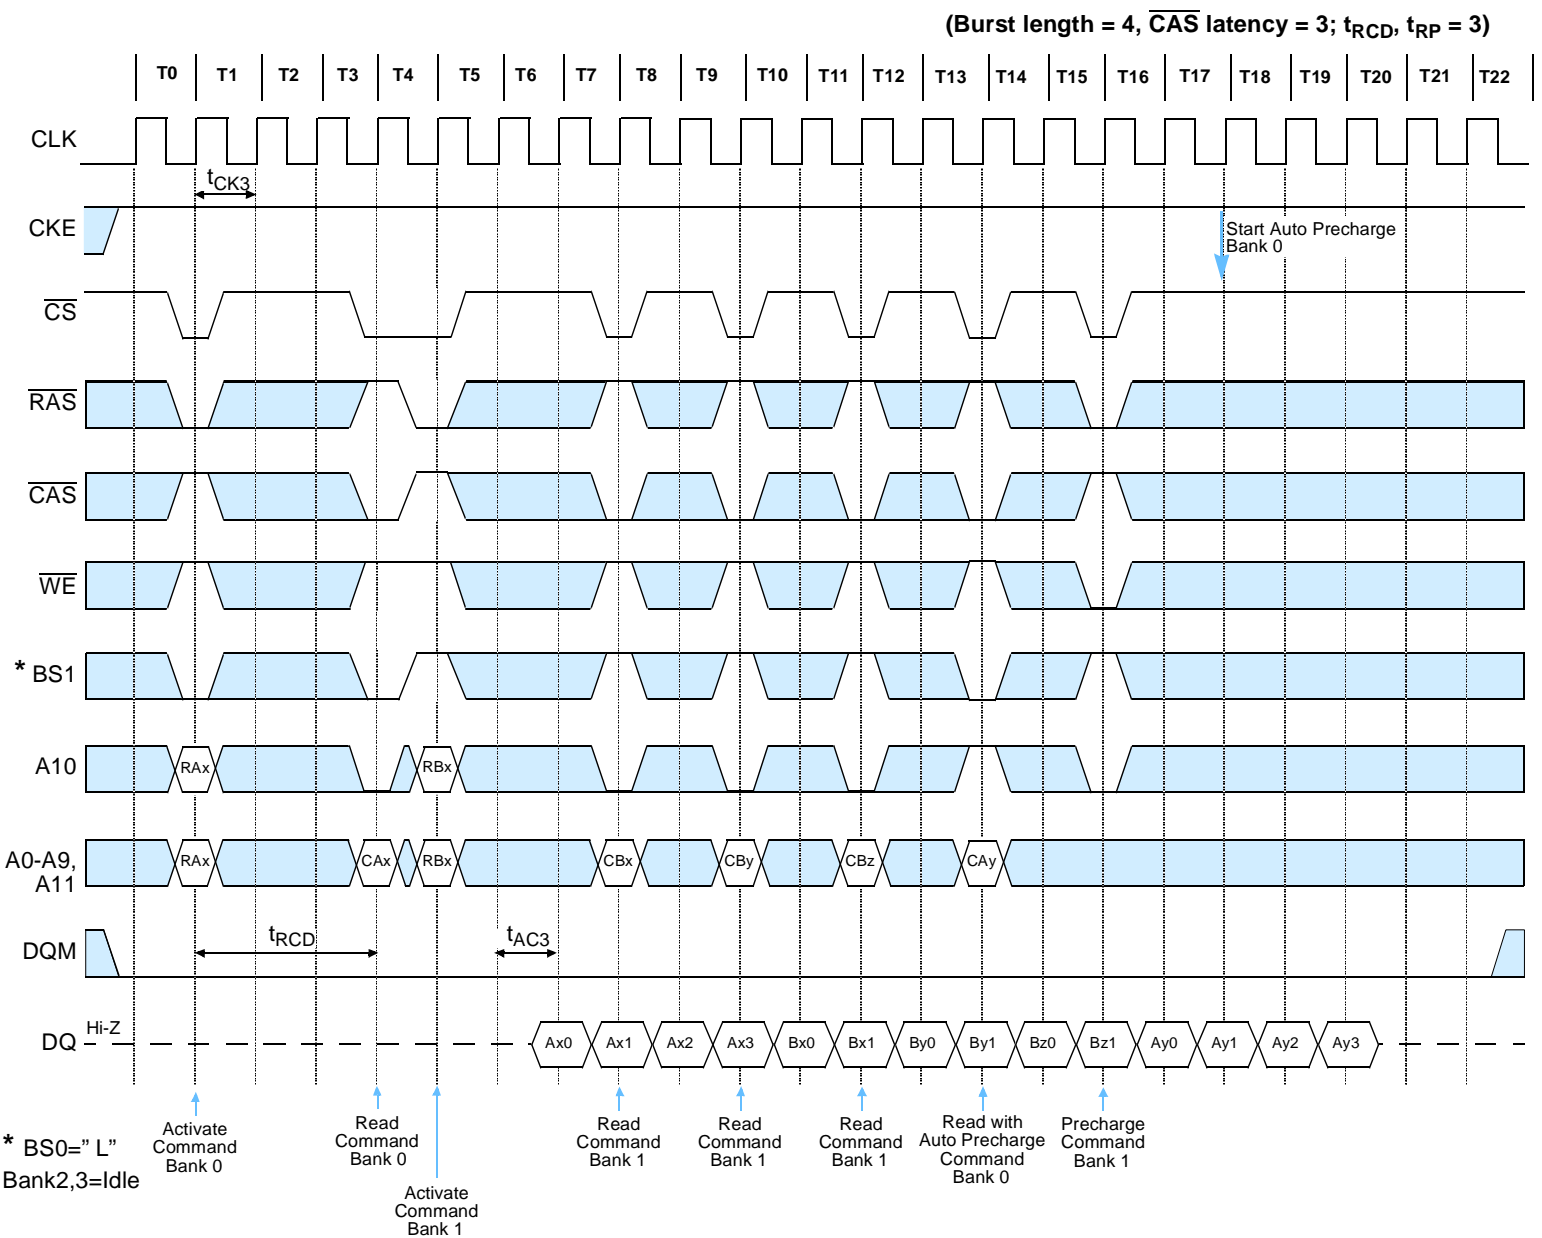 (Burst length = 4, CAS latency = 3; tRCD, tRP = 3)
T0 T1 T2 T3 T4 T5 T6 T7 T8 T9 T10 T11 T12 T13 T14 T15 T16 T17 T18 T19 T20 T21 T22
CLK
tCK3
CKE
Start Auto Precharge
Bank 0
CS
RAS
CAS
WE
* BS1
A10 RAx RBx
A0-A9,
A11
RAx CAx RBx CBx CBy CBz CAy
DQM
tRCD tAC3
Hi-Z
DQ
Ax0 Ax1 Ax2 Ax3 Bx0 Bx1 By0 By1 Bz0 Bz1 Ay0 Ay1 Ay2 Ay3
Activate
Command
Bank 0
Read
Command
Bank 0
Activate
Command
Bank 1
Read
Command
Bank 1
Read
Command
Bank 1
Read
Command
Bank 1
Read with
Auto Precharge
Command
Bank 0
Precharge
Command
Bank 1
* BS0=” L”
Bank2,3=Idle